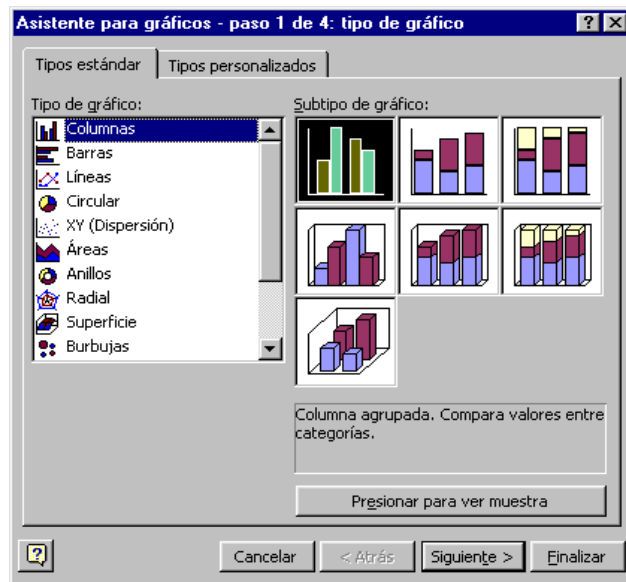 Asistente para gráficos - paso 1 de 4: tipo de gráfico
Tipos estándar
Tipos personalizados
Tipo de gráfico:
Columnas
Barras
Líneas
Circular
XY (Dispersión)
Áreas
Anillos
Radial
Superficie
Burbujas
Subtipo de gráfico:
Columna agrupada. Compara valores entre
categorías.
Presionar para ver muestra
Cancelar
< Atrás
Siguiente >
Finalizar